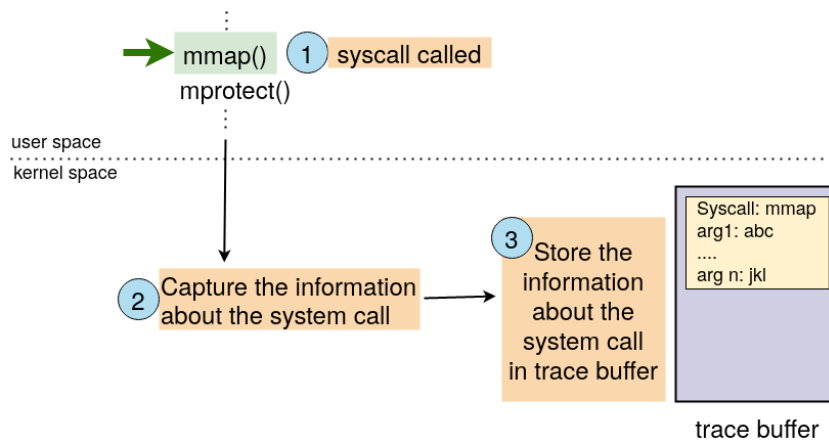 mmap()
1
syscall called
mprotect()
user space
kernel space
2
Capture the information
about the system call
3
Store the
information
about the
system call
in trace buffer
Syscall: mmap
arg1: abc
....
arg n: jkl
trace buffer